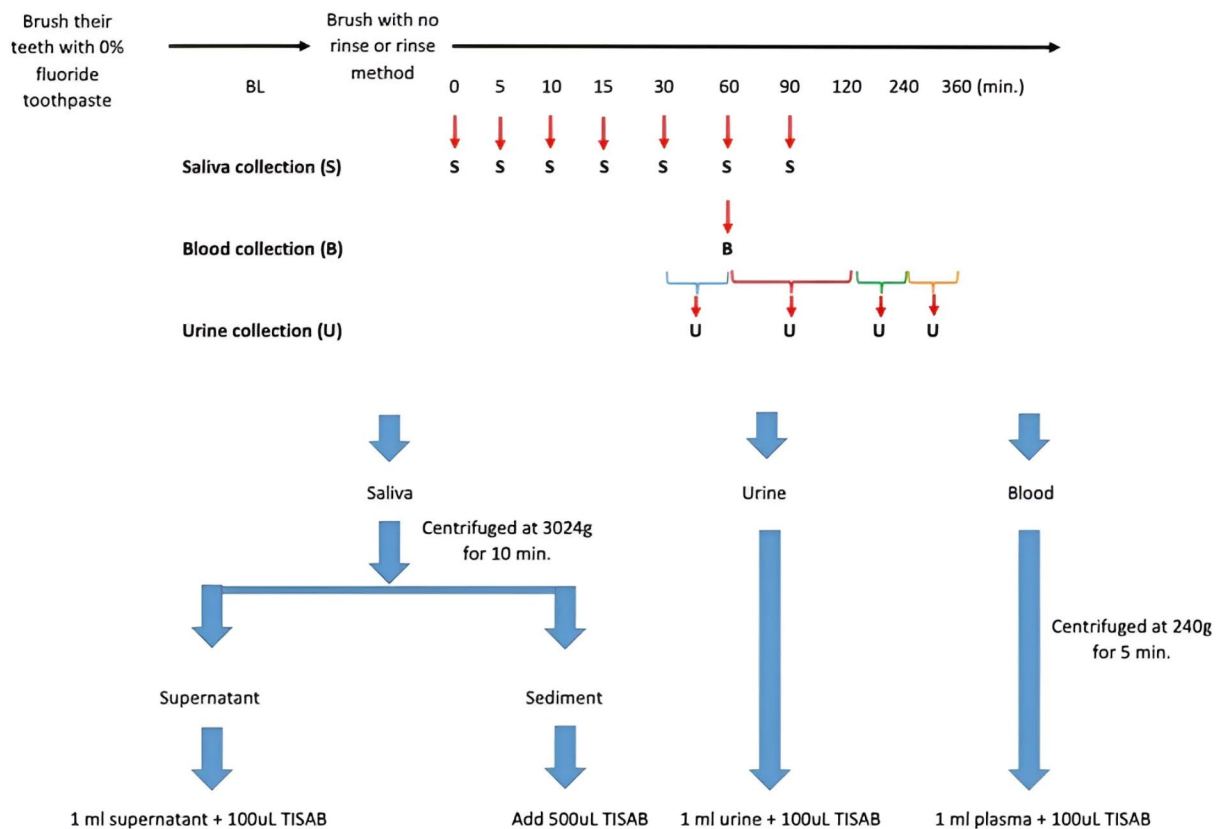 Brush their
teeth with 0%
fluoride
toothpaste
BL
Brush with no
rinse or rinse
method
0 5 10 15 30 60 90 120 240 360 (min.)
Saliva collection (S)
S S S S S S S
Blood collection (B)
B
Urine collection (U)
U U U U
Saliva
Urine
Blood
Centrifuged at 3024g
for 10 min.
Centrifuged at 240g
for 5 min.
Supernatant
Sediment
1 ml supernatant + 100uL TISAB
Add 500uL TISAB
1 ml urine + 100uL TISAB
1 ml plasma + 100uL TISAB